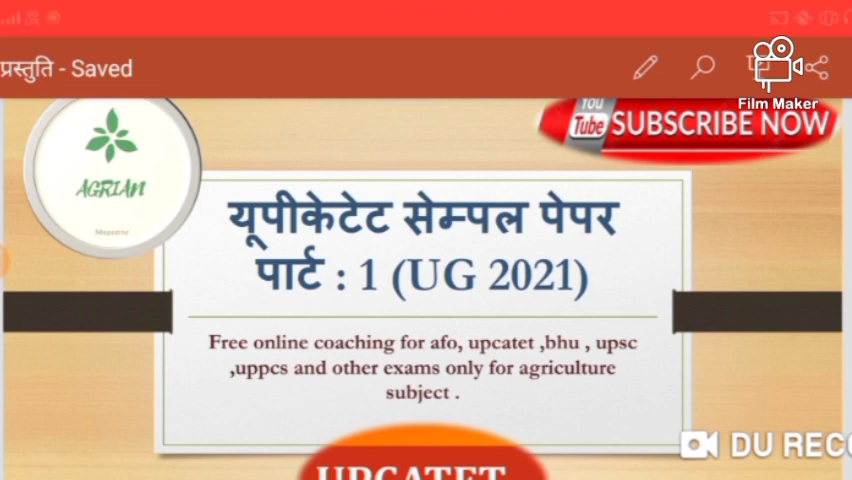 प्रस्तुति - Saved
Film Maker
You
Tube SUBSCRIBE NOW
AGRIAN
Magazine
यूपीकेटेट सेम्पल पेपर
पार्ट : 1 (UG 2021)
Free online coaching for afo, upcatet ,bhu , upsc
,uppcs and other exams only for agriculture
subject .
UPCATET
DU REC